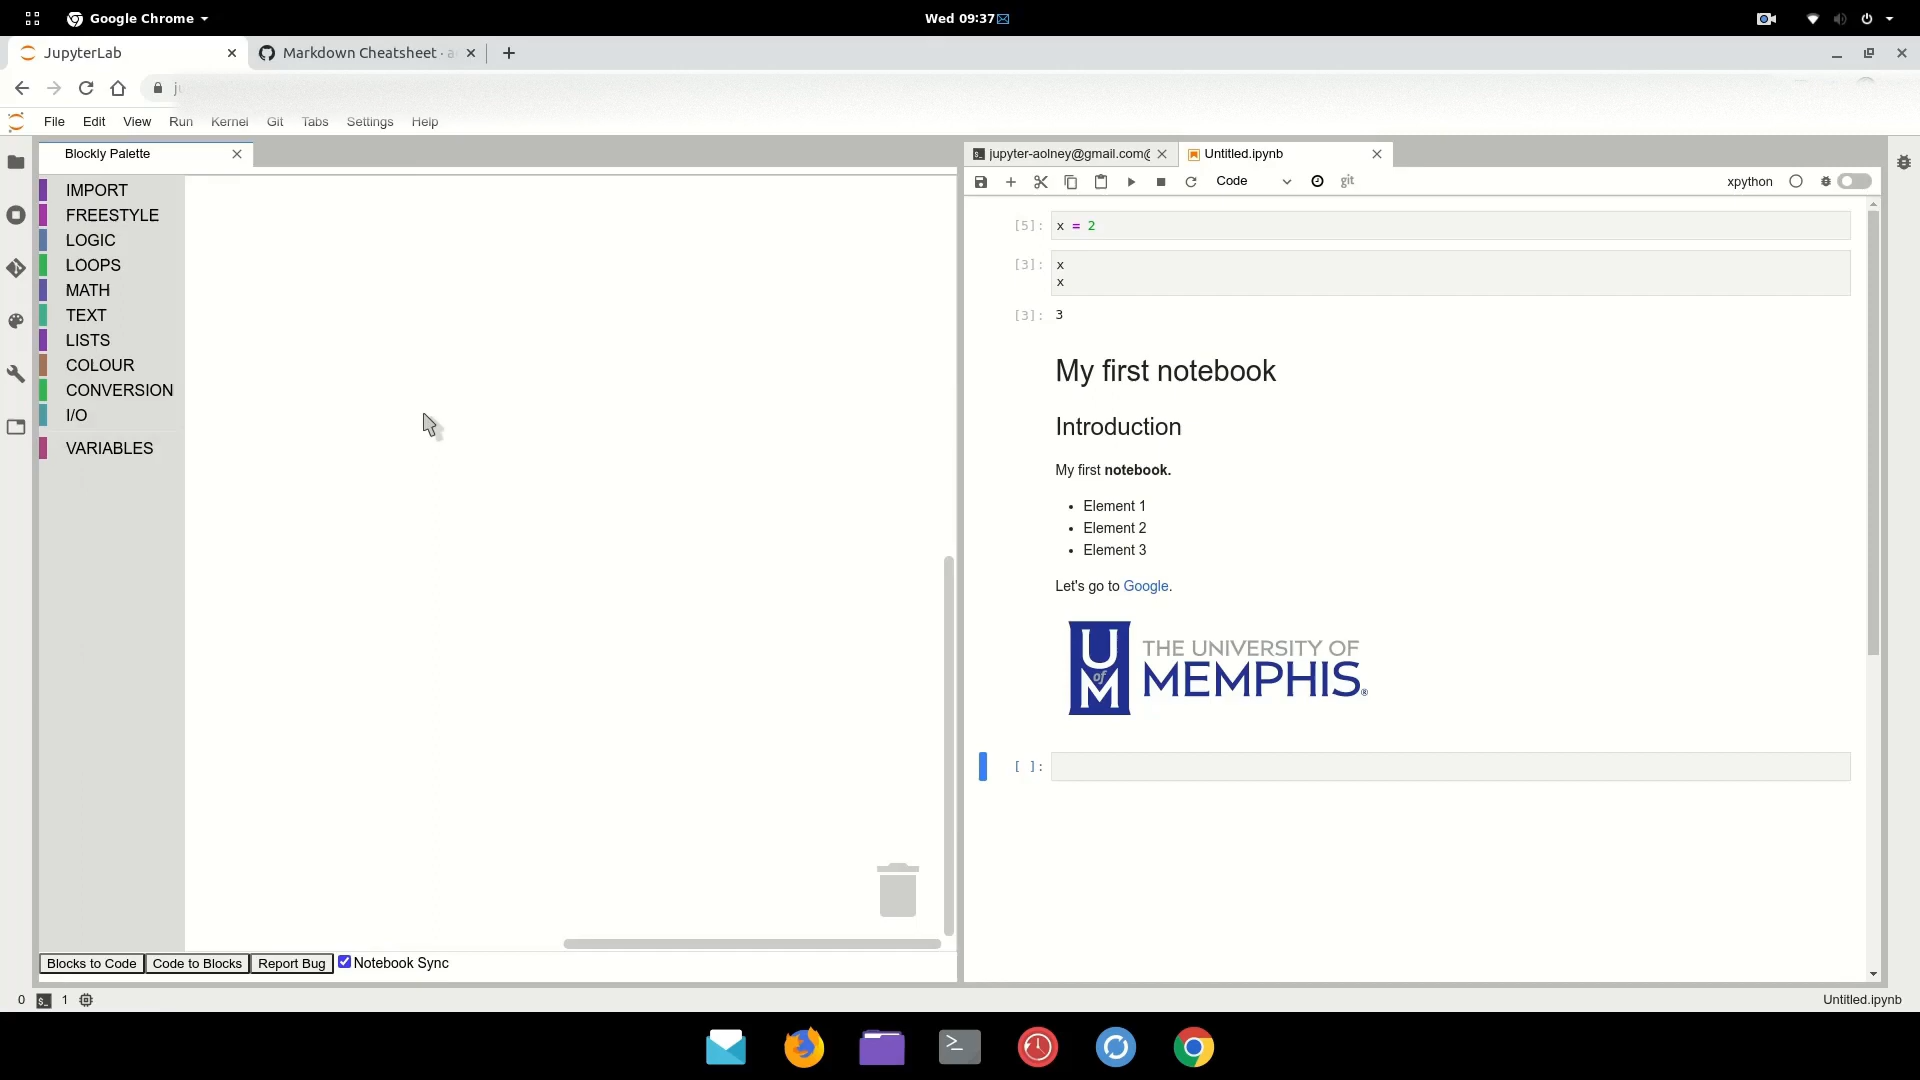 Google Chrome
Wed 09:37
JupyterLab
Markdown Cheatsheet · a
File Edit View Run Kernel Git Tabs Settings Help
Blockly Palette
IMPORT
FREESTYLE
LOGIC
LOOPS
MATH
TEXT
LISTS
COLOUR
CONVERSION
I/O
VARIABLES
Blocks to Code Code to Blocks Report Bug Notebook Sync
jupyter-aolney@gmail.com@ Untitled.ipynb
Code git xpython
[5]: x = 2
[3]: x
x
[3]: 3
My first notebook
Introduction
My first notebook.
• Element 1
• Element 2
• Element 3
Let's go to Google.
U of M
THE UNIVERSITY OF
MEMPHIS®
[ ]:
0 $_ 1
Untitled.ipynb